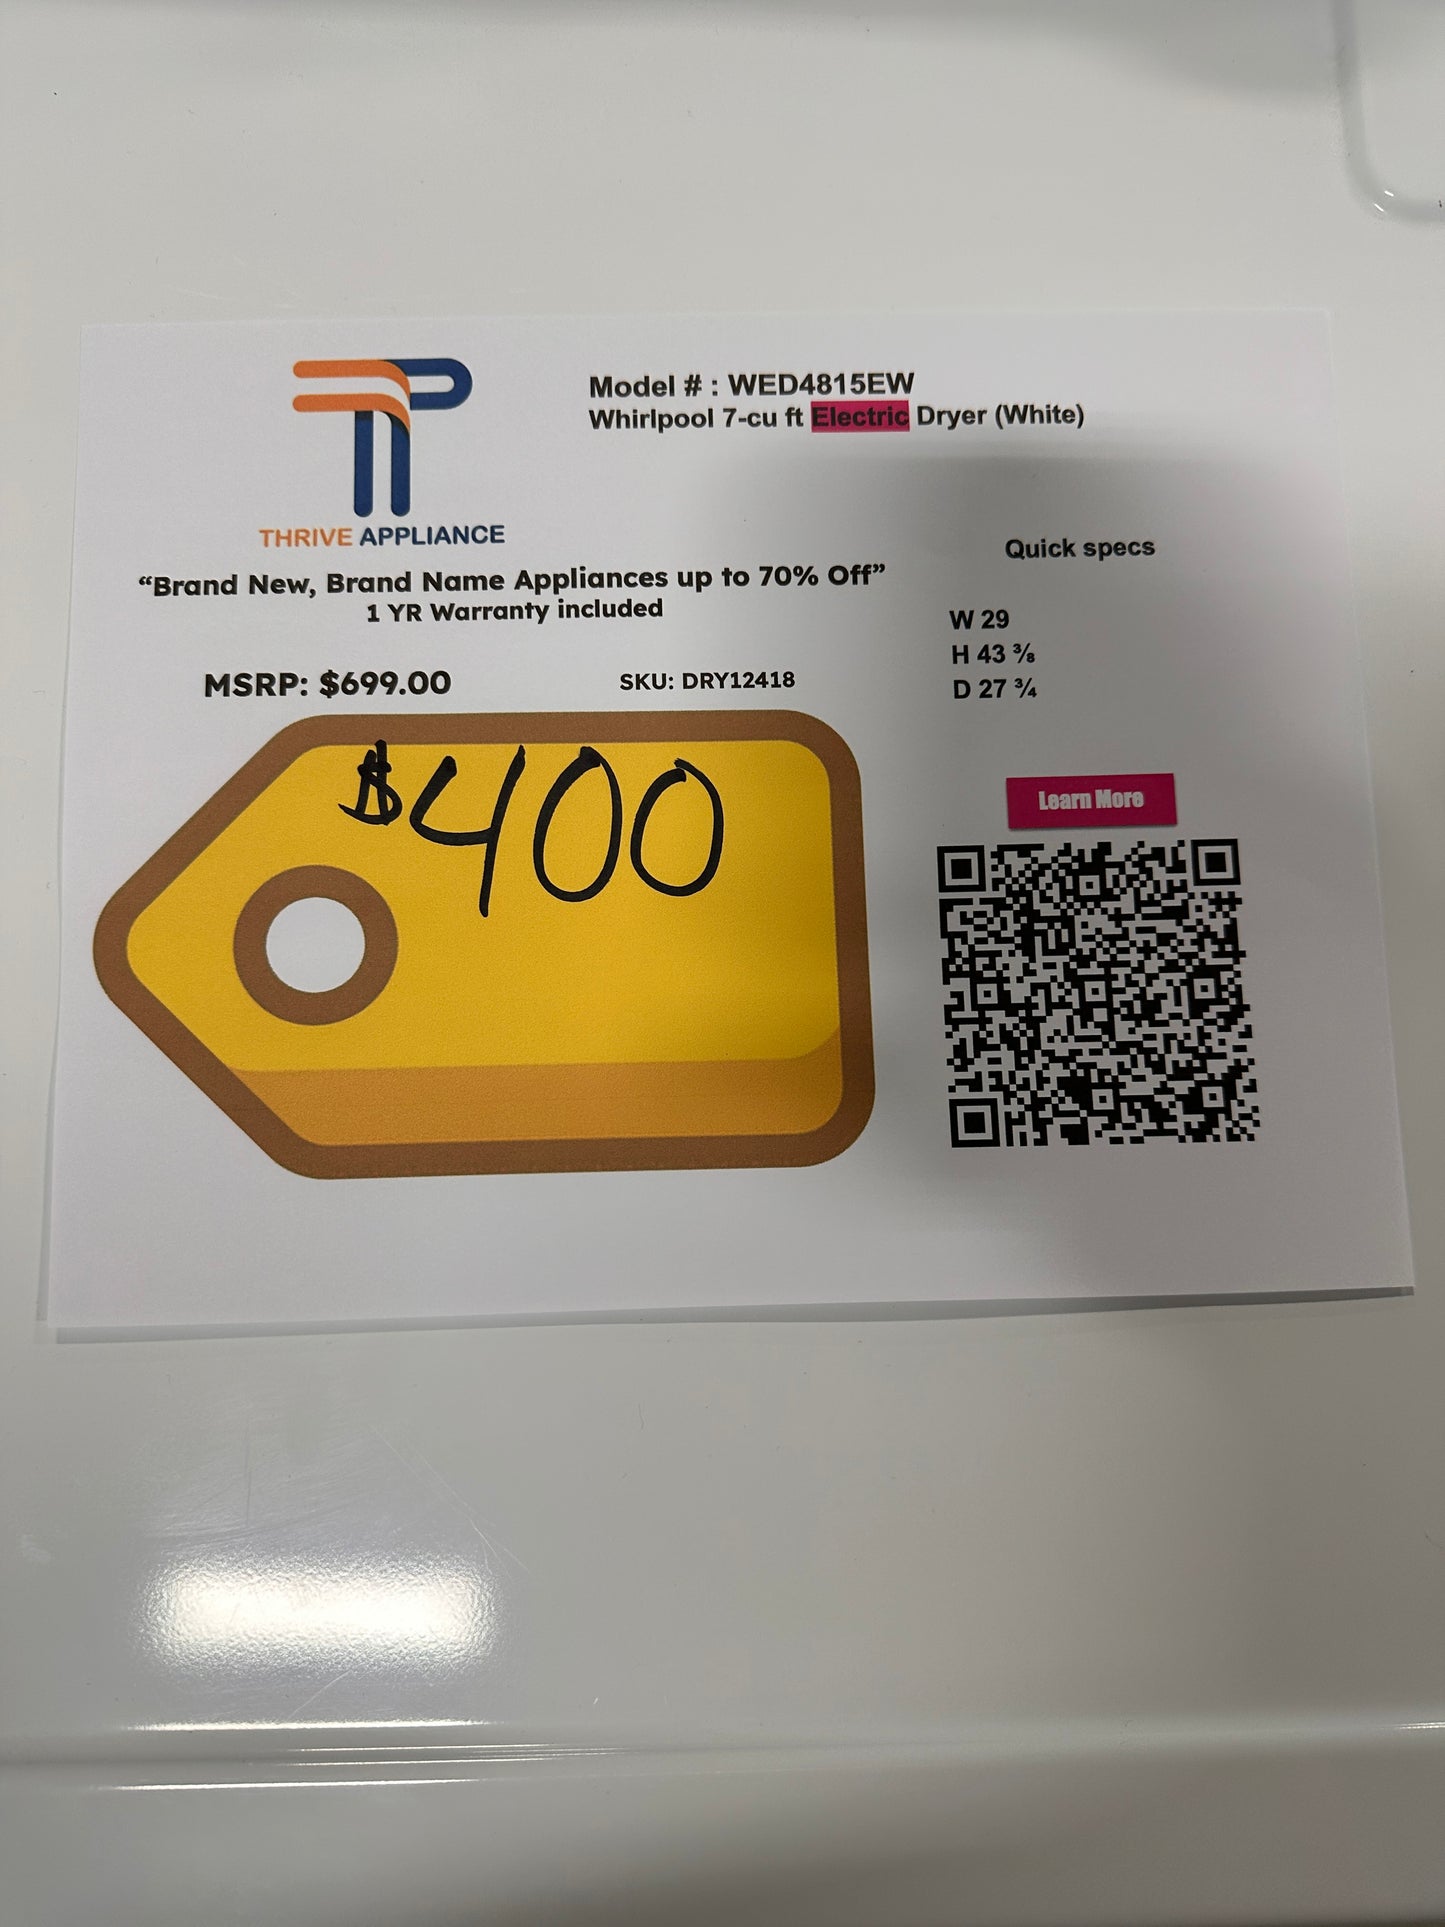 Model # : WED4815EW
Whirlpool 7-cu ft Electric Dryer (White)
THRIVE APPLIANCE
“Brand New, Brand Name Appliances up to 70% Off”
1 YR Warranty included
MSRP: $699.00
SKU: DRY12418
$400
Quick specs
W 29
H 43 ⅜
D 27 ¾
Learn More